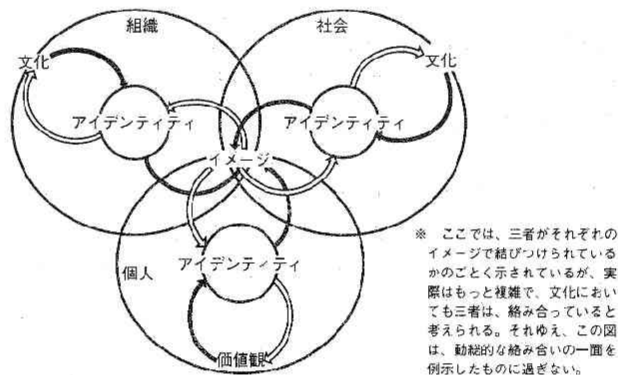 組織
社会
文化
文化
アイデンティティ
アイデンティティ
イメージ
個人
アイデンティティ
価値観
※ ここでは、三者がそれぞれの
イメージで結びつけられている
かのごとく示されているが、実
際はもっと複雑で、文化におい
ても三者は、絡み合っていると
考えられる。それゆえ、この図
は、動総的な絡み合いの一面を
例示したものに過ぎない。